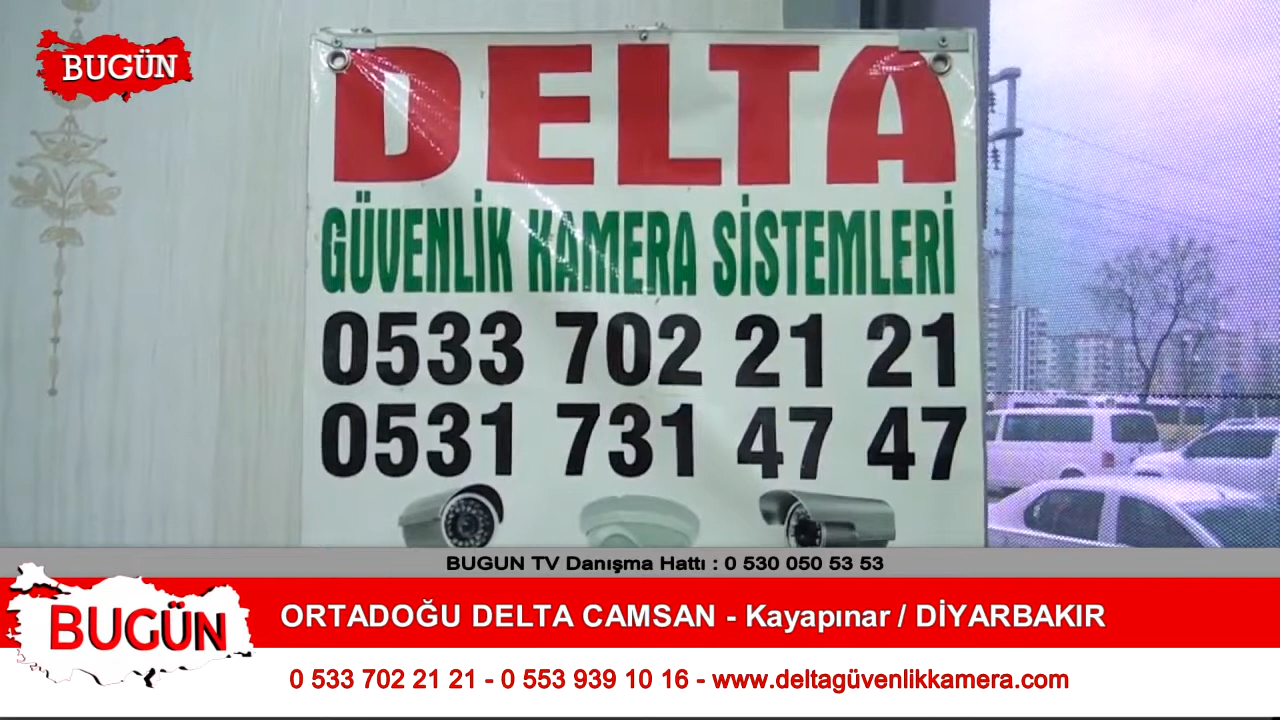 BUGÜN
DELTA
GÜVENLİK KAMERA SİSTEMLERİ
0533 702 21 21
0531 731 47 47
BUGUN TV Danışma Hattı : 0 530 050 53 53
BUGÜN
ORTADOĞU DELTA CAMSAN - Kayapınar / DİYARBAKIR
0 533 702 21 21 - 0 553 939 10 16 - www.deltagüvenlikkamera.com